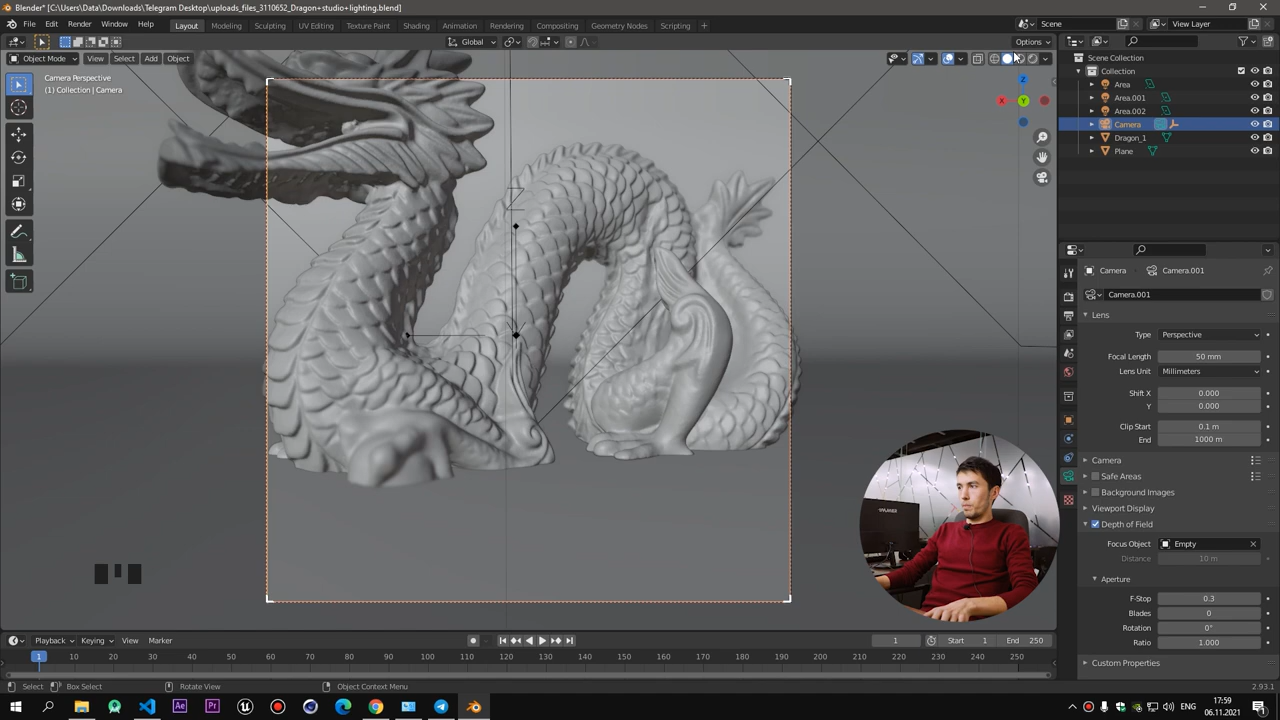 Blender* [C:\Users\Data\Downloads\Telegram Desktop\uploads_files_3110652_Dragon+studio+lighting.blend]
File Edit Render Window Help
Layout Modeling Sculpting UV Editing Texture Paint Shading Animation Rendering Compositing Geometry Nodes Scripting +
Scene View Layer
Global Options
Object Mode View Select Add Object
Camera Perspective
(1) Collection | Camera
X Y Z
Scene Collection
Collection
Area
Area.001
Area.002
Camera
Dragon_1
Plane
Camera Camera.001
Camera.001
Lens
Type Perspective
Focal Length 50 mm
Lens Unit Millimeters
Shift X 0.000
Y 0.000
Clip Start 0.1 m
End 1000 m
Camera
Safe Areas
Background Images
Viewport Display
Depth of Field
Focus Object Empty
Distance 10 m
Aperture
F-Stop 0.3
Blades 0
Rotation 0°
Ratio 1.000
Custom Properties
Playback Keying View Marker 1 Start 1 End 250
1 10 20 30 40 50 60 70 80 90 100 110 120 130 140 150 160 170 180 190 200 210 220 230 240 250
Select Box Select Rotate View Object Context Menu 2.93.1
Ae Pr ENG 17:59
06.11.2021